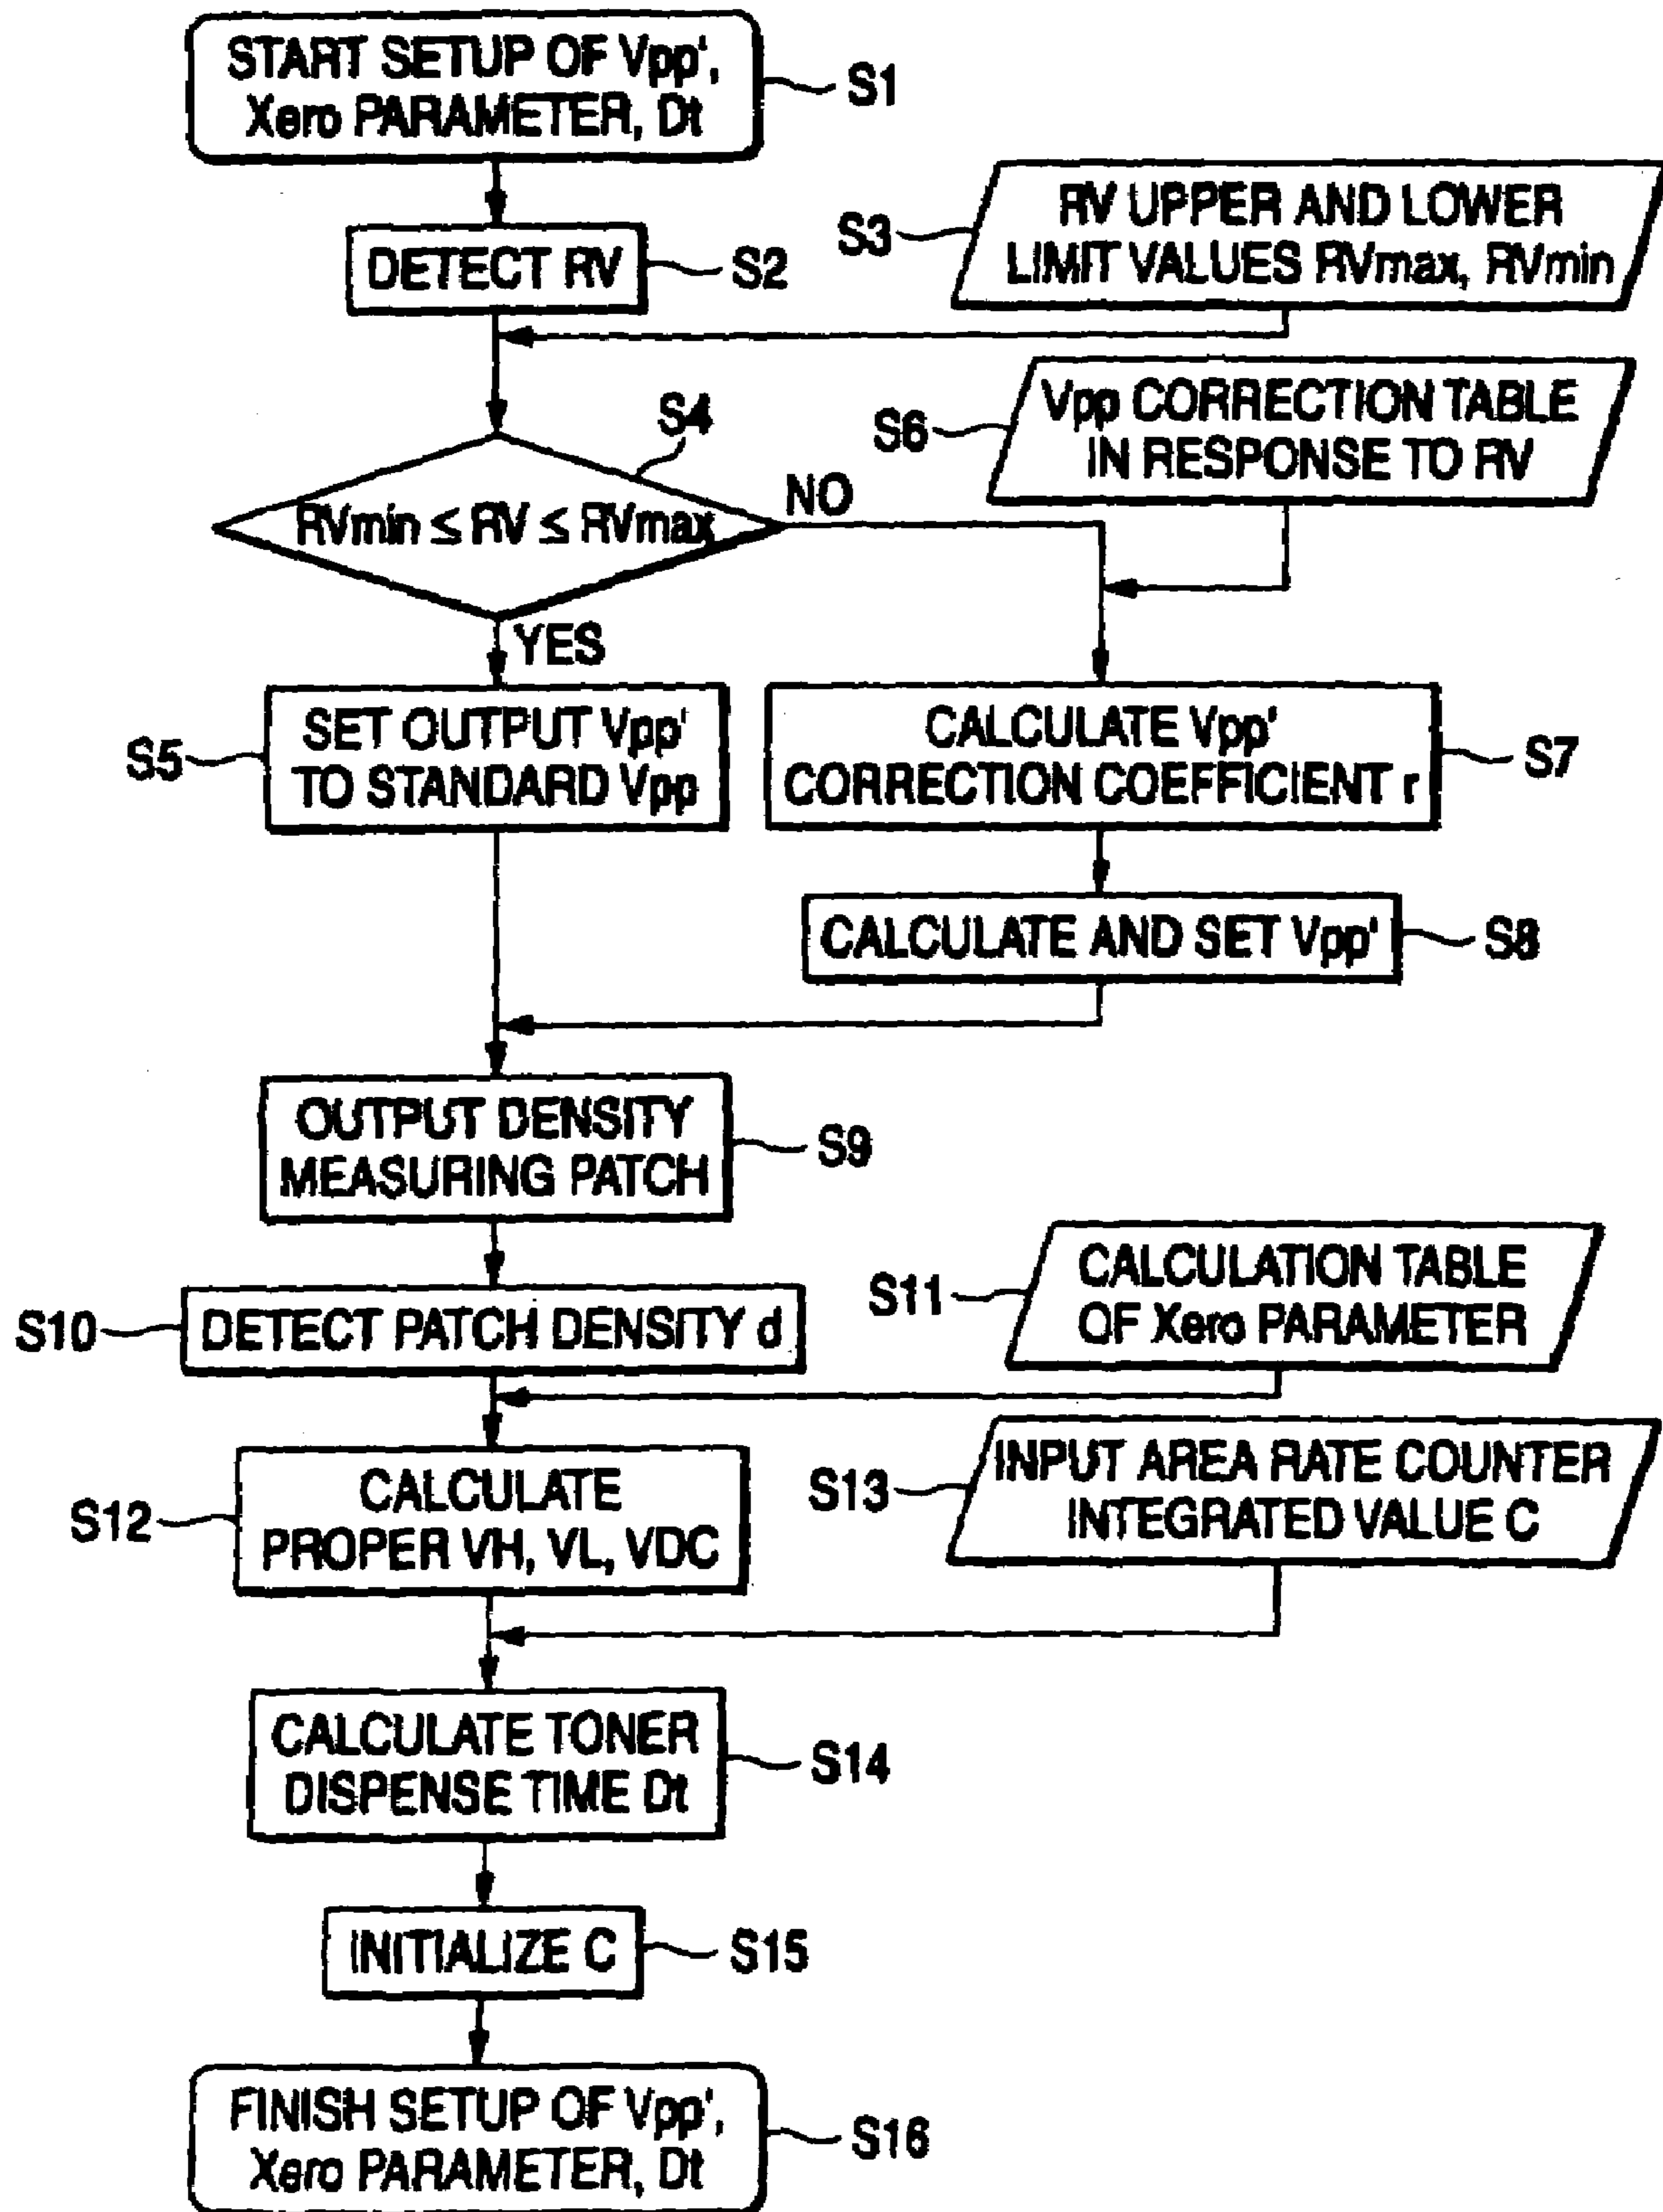 START SETUP OF Vpp',
Xero PARAMETER, Dt
S1
DETECT RV
S2
S3
RV UPPER AND LOWER
LIMIT VALUES RVmax, RVmin
S4
RVmin ≤ RV ≤ RVmax
NO
YES
S6
Vpp CORRECTION TABLE
IN RESPONSE TO RV
S5
SET OUTPUT Vpp'
TO STANDARD Vpp
CALCULATE Vpp'
CORRECTION COEFFICIENT r
S7
CALCULATE AND SET Vpp'
S8
OUTPUT DENSITY
MEASURING PATCH
S9
S10
DETECT PATCH DENSITY d
S11
CALCULATION TABLE
OF Xero PARAMETER
S12
CALCULATE
PROPER VH, VL, VDC
S13
INPUT AREA RATE COUNTER
INTEGRATED VALUE C
CALCULATE TONER
DISPENSE TIME Dt
S14
INITIALIZE C
S15
FINISH SETUP OF Vpp',
Xero PARAMETER, Dt
S16